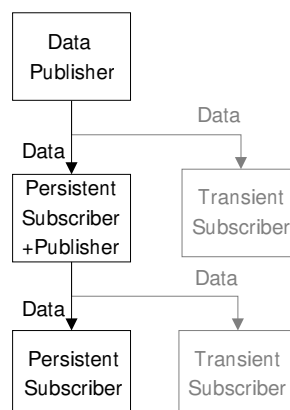 Data
Publisher
Data
Data
Persistent
Subscriber
+Publisher
Transient
Subscriber
Data
Data
Persistent
Subscriber
Transient
Subscriber